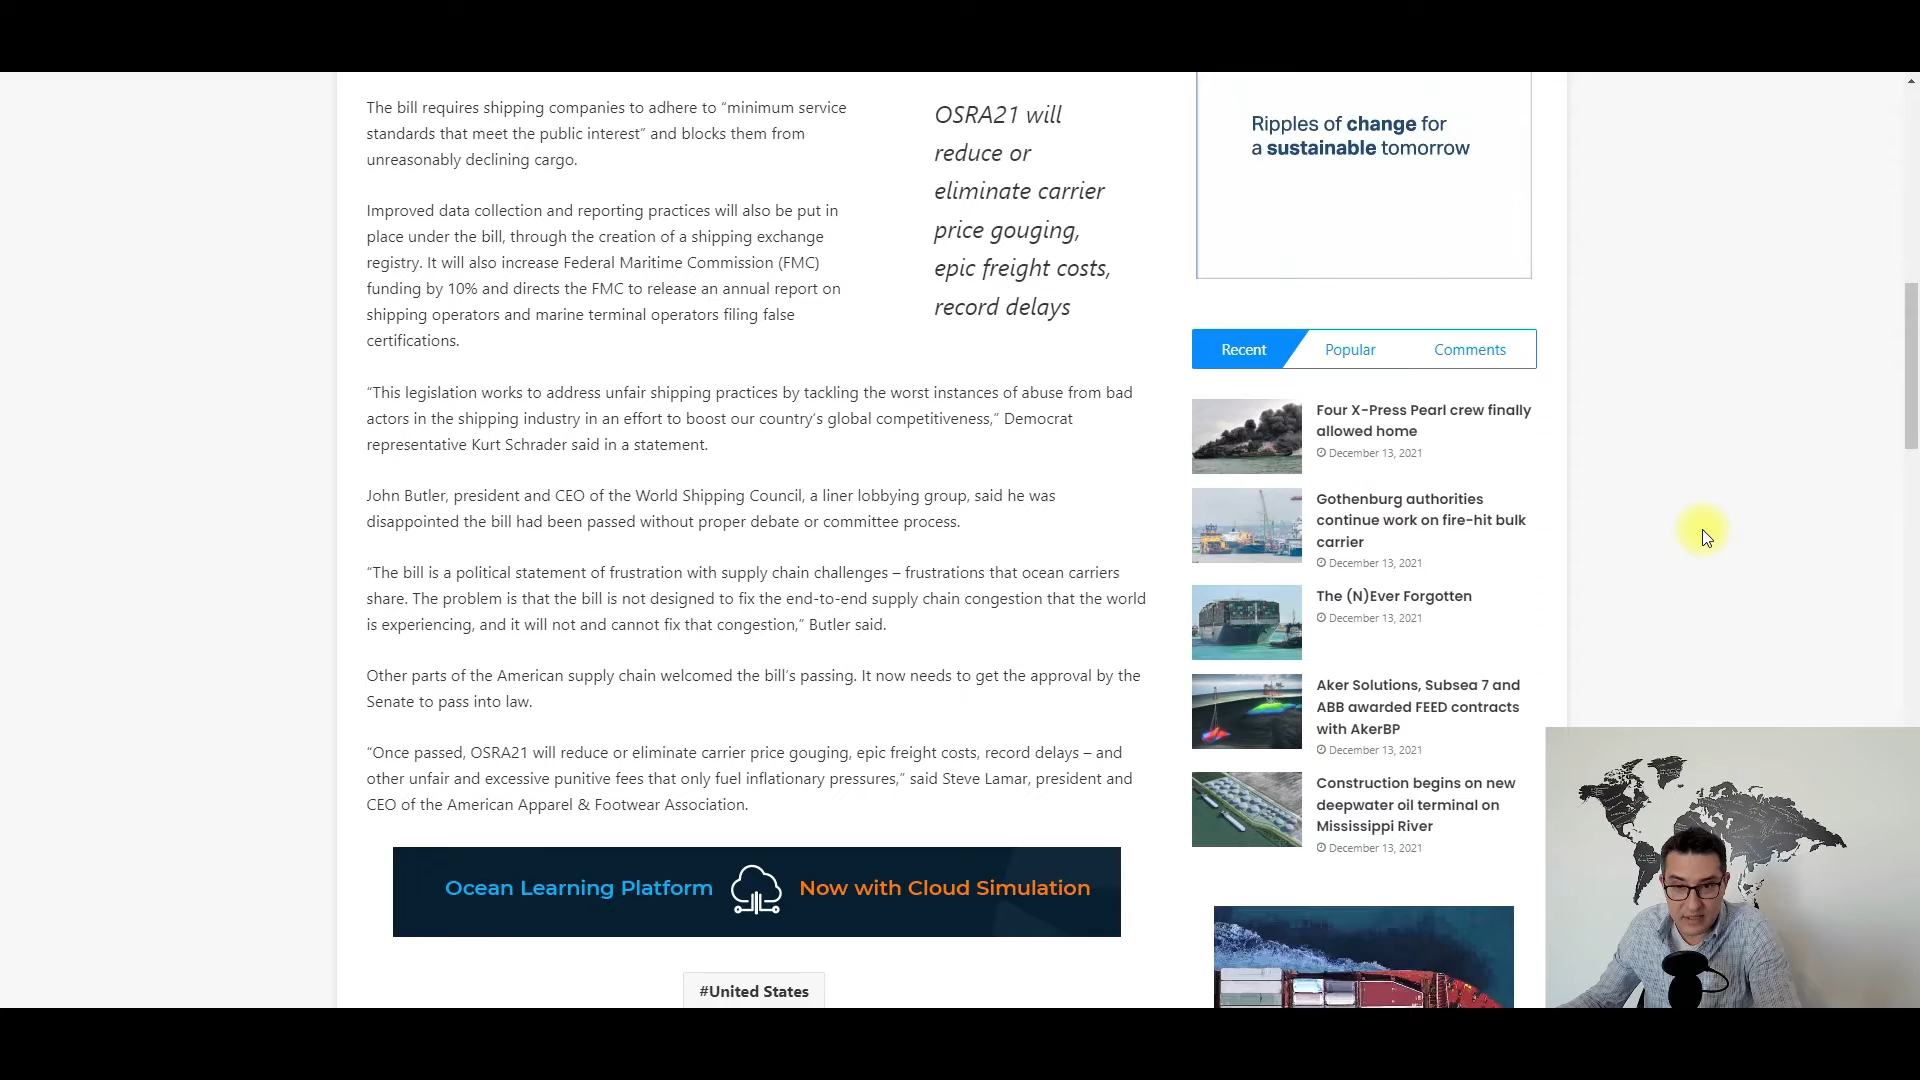 The bill requires shipping companies to adhere to “minimum service
standards that meet the public interest” and blocks them from
unreasonably declining cargo.
Improved data collection and reporting practices will also be put in
place under the bill, through the creation of a shipping exchange
registry. It will also increase Federal Maritime Commission (FMC)
funding by 10% and directs the FMC to release an annual report on
shipping operators and marine terminal operators filing false
certifications.
OSRA21 will
reduce or
eliminate carrier
price gouging,
epic freight costs,
record delays
“This legislation works to address unfair shipping practices by tackling the worst instances of abuse from bad
actors in the shipping industry in an effort to boost our country’s global competitiveness,” Democrat
representative Kurt Schrader said in a statement.
John Butler, president and CEO of the World Shipping Council, a liner lobbying group, said he was
disappointed the bill had been passed without proper debate or committee process.
“The bill is a political statement of frustration with supply chain challenges – frustrations that ocean carriers
share. The problem is that the bill is not designed to fix the end-to-end supply chain congestion that the world
is experiencing, and it will not and cannot fix that congestion,” Butler said.
Other parts of the American supply chain welcomed the bill’s passing. It now needs to get the approval by the
Senate to pass into law.
“Once passed, OSRA21 will reduce or eliminate carrier price gouging, epic freight costs, record delays – and
other unfair and excessive punitive fees that only fuel inflationary pressures,” said Steve Lamar, president and
CEO of the American Apparel & Footwear Association.
Ocean Learning Platform Now with Cloud Simulation
#United States
Ripples of change for
a sustainable tomorrow
Recent Popular Comments
Four X-Press Pearl crew finally
allowed home
December 13, 2021
Gothenburg authorities
continue work on fire-hit bulk
carrier
December 13, 2021
The (N)Ever Forgotten
December 13, 2021
Aker Solutions, Subsea 7 and
ABB awarded FEED contracts
with AkerBP
December 13, 2021
Construction begins on new
deepwater oil terminal on
Mississippi River
December 13, 2021